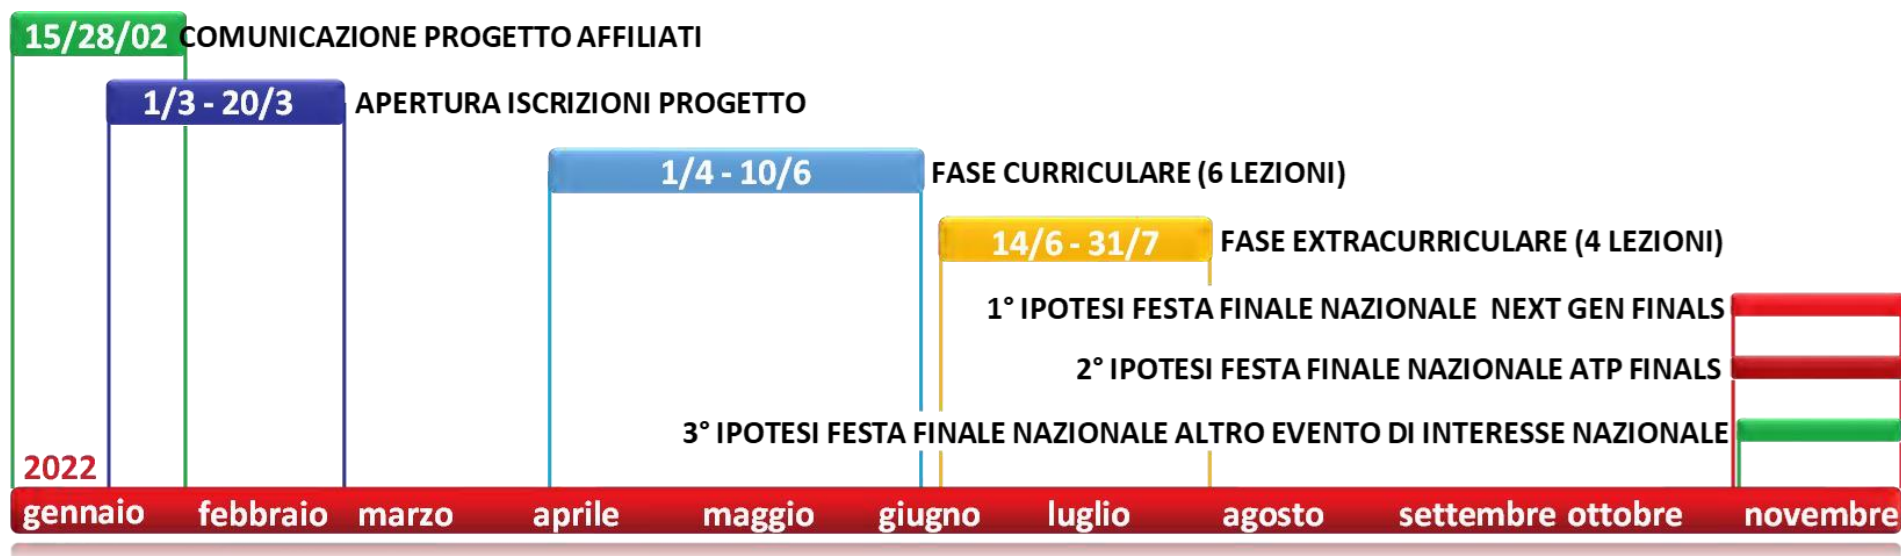 15/28/02 COMUNICAZIONE PROGETTO AFFILIATI
1/3 - 20/3 APERTURA ISCRIZIONI PROGETTO
1/4 - 10/6 FASE CURRICULARE (6 LEZIONI)
14/6 - 31/7 FASE EXTRACURRICULARE (4 LEZIONI)
1° IPOTESI FESTA FINALE NAZIONALE NEXT GEN FINALS
2° IPOTESI FESTA FINALE NAZIONALE ATP FINALS
3° IPOTESI FESTA FINALE NAZIONALE ALTRO EVENTO DI INTERESSE NAZIONALE
2022
gennaio febbraio marzo aprile maggio giugno luglio agosto settembre ottobre novembre